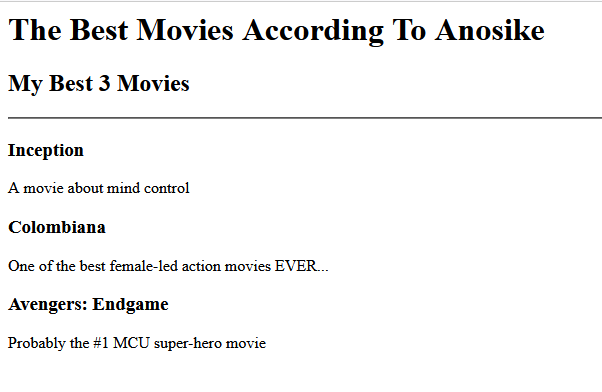 The Best Movies According To Anosike
My Best 3 Movies
Inception
A movie about mind control
Colombiana
One of the best female-led action movies EVER...
Avengers: Endgame
Probably the #1 MCU super-hero movie